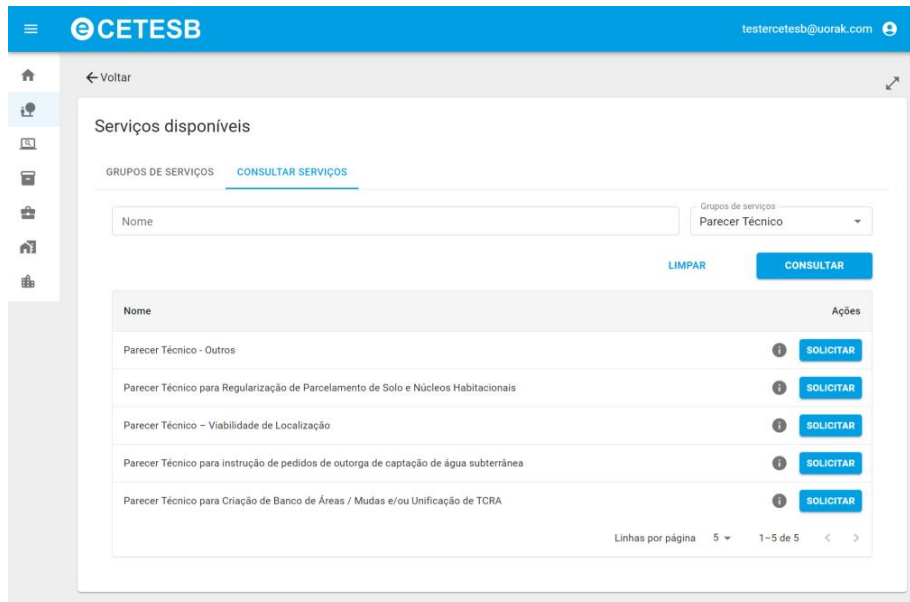 eCETESB
testercetesb@uorak.com
Voltar
Serviços disponíveis
GRUPOS DE SERVIÇOS
CONSULTAR SERVIÇOS
Nome
Grupos de serviços
Parecer Técnico
LIMPAR
CONSULTAR
Nome
Ações
Parecer Técnico - Outros
SOLICITAR
Parecer Técnico para Regularização de Parcelamento de Solo e Núcleos Habitacionais
SOLICITAR
Parecer Técnico – Viabilidade de Localização
SOLICITAR
Parecer Técnico para instrução de pedidos de outorga de captação de água subterrânea
SOLICITAR
Parecer Técnico para Criação de Banco de Áreas / Mudas e/ou Unificação de TCRA
SOLICITAR
Linhas por página 5 1–5 de 5